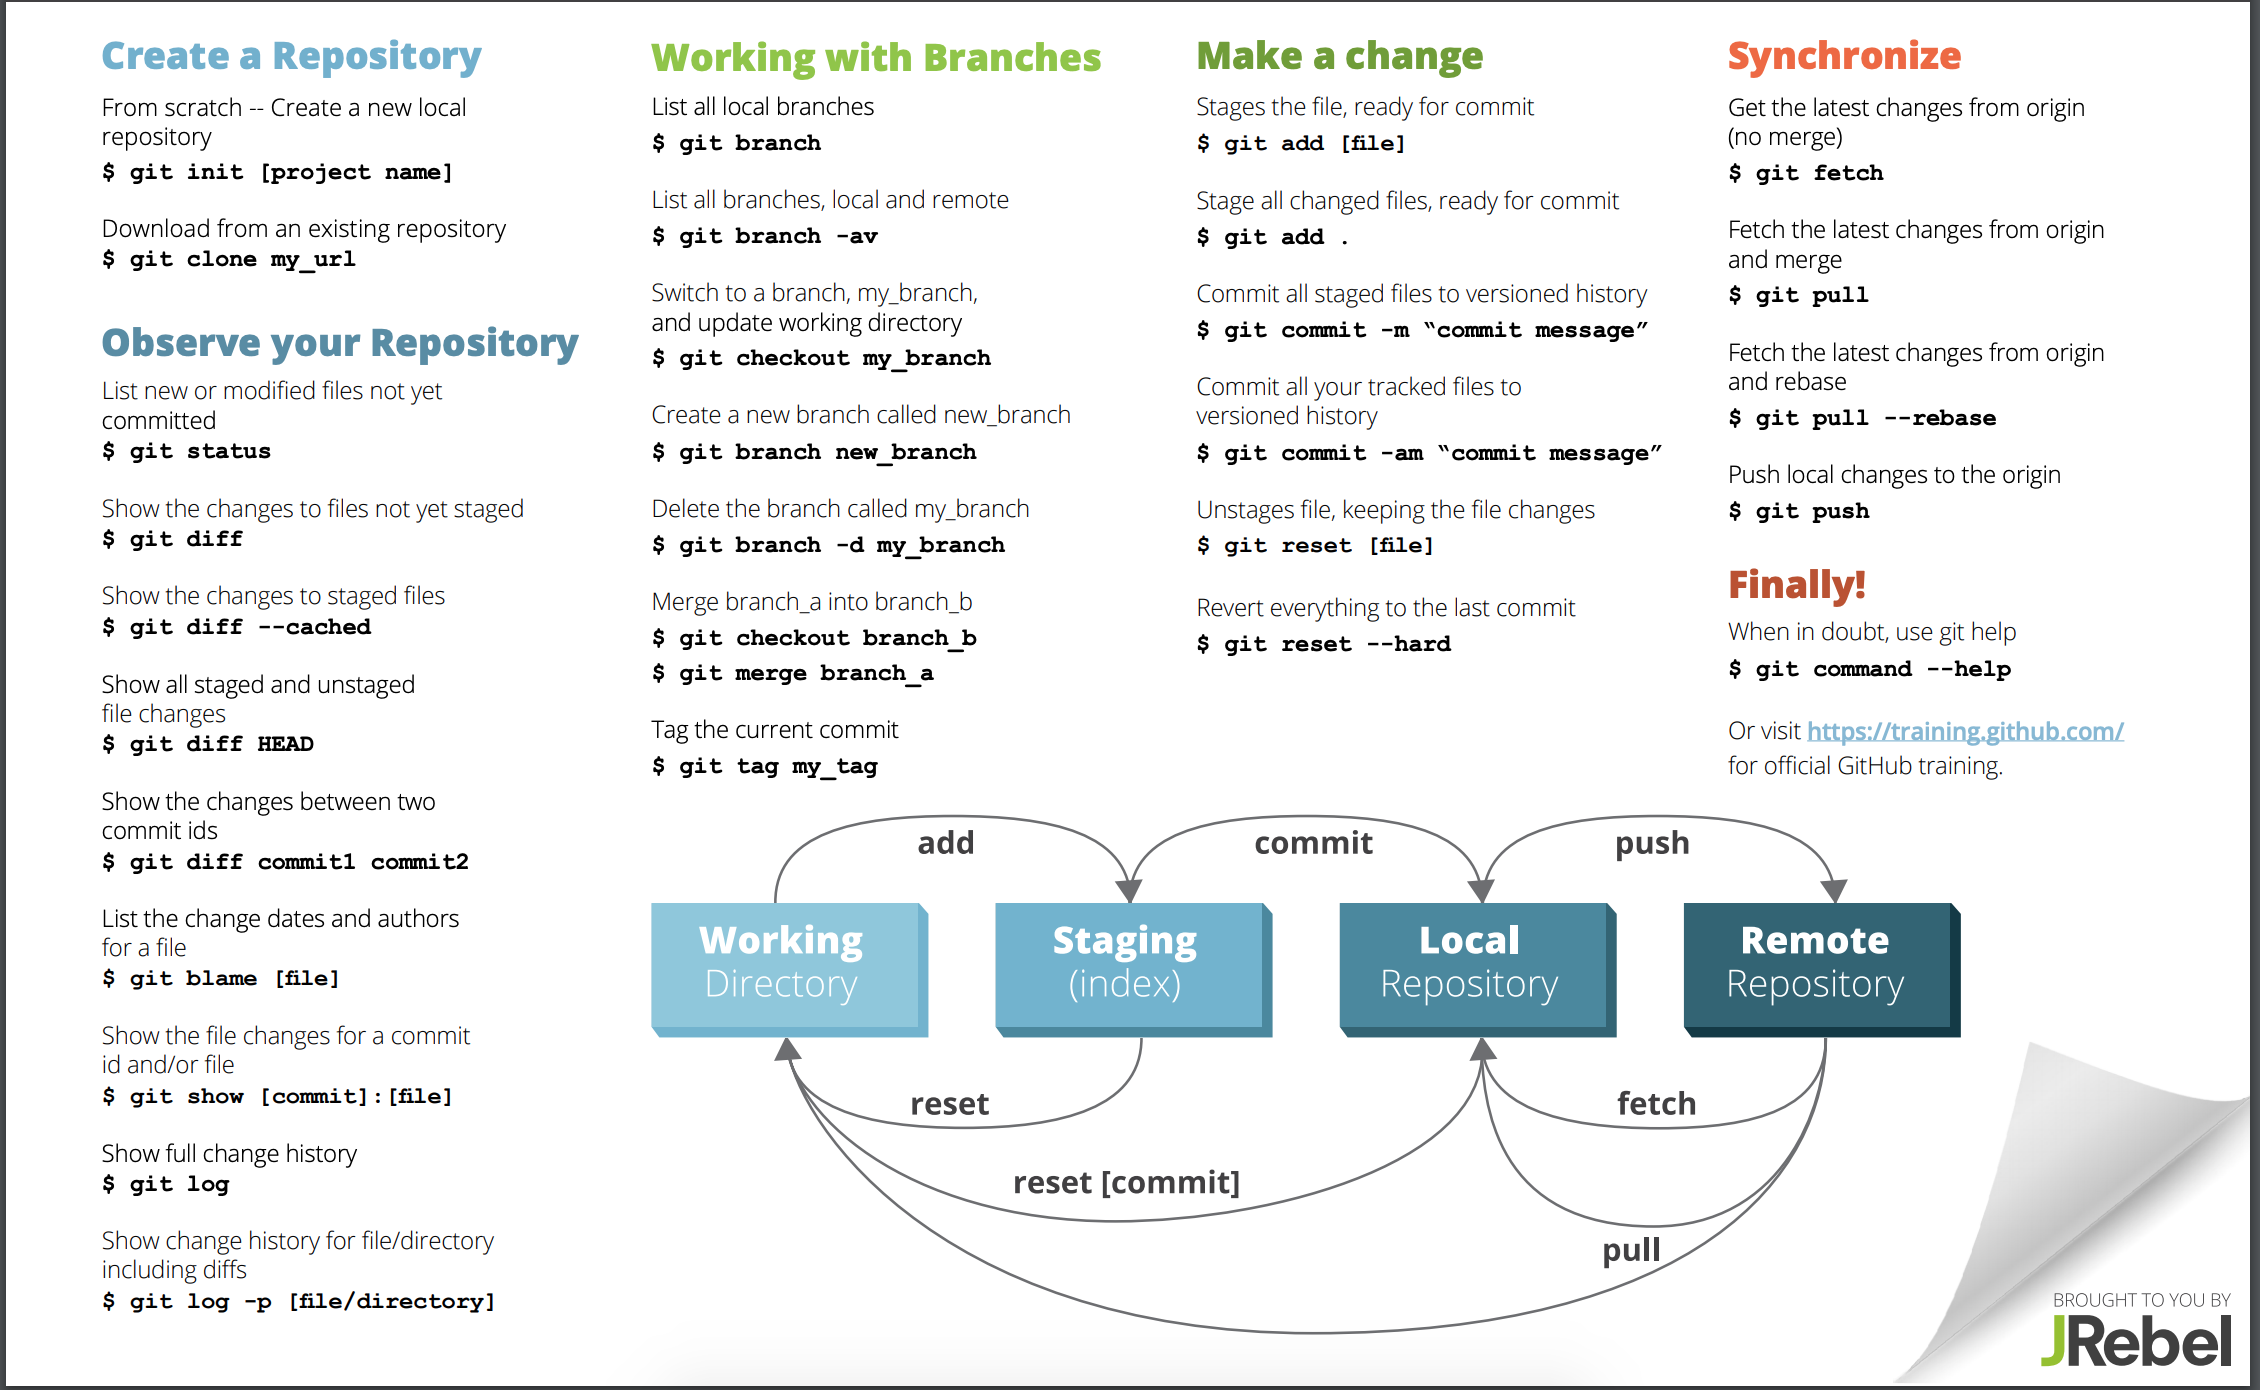 Create a Repository
From scratch -- Create a new local
repository
$ git init [project name]
Download from an existing repository
$ git clone my_url
Observe your Repository
List new or modified files not yet
committed
$ git status
Show the changes to files not yet staged
$ git diff
Show the changes to staged files
$ git diff --cached
Show all staged and unstaged
file changes
$ git diff HEAD
Show the changes between two
commit ids
$ git diff commit1 commit2
List the change dates and authors
for a file
$ git blame [file]
Show the file changes for a commit
id and/or file
$ git show [commit]:[file]
Show full change history
$ git log
Show change history for file/directory
including diffs
$ git log -p [file/directory]
Working with Branches
List all local branches
$ git branch
List all branches, local and remote
$ git branch -av
Switch to a branch, my_branch,
and update working directory
$ git checkout my_branch
Create a new branch called new_branch
$ git branch new_branch
Delete the branch called my_branch
$ git branch -d my_branch
Merge branch_a into branch_b
$ git checkout branch_b
$ git merge branch_a
Tag the current commit
$ git tag my_tag
Make a change
Stages the file, ready for commit
$ git add [file]
Stage all changed files, ready for commit
$ git add .
Commit all staged files to versioned history
$ git commit -m “commit message”
Commit all your tracked files to
versioned history
$ git commit -am “commit message”
Unstages file, keeping the file changes
$ git reset [file]
Revert everything to the last commit
$ git reset --hard
Synchronize
Get the latest changes from origin
(no merge)
$ git fetch
Fetch the latest changes from origin
and merge
$ git pull
Fetch the latest changes from origin
and rebase
$ git pull --rebase
Push local changes to the origin
$ git push
Finally!
When in doubt, use git help
$ git command --help
Or visit https://training.github.com/
for official GitHub training.
add
commit
push
Working
Directory
Staging
(index)
Local
Repository
Remote
Repository
reset
fetch
reset [commit]
pull
BROUGHT TO YOU BY
JRebel